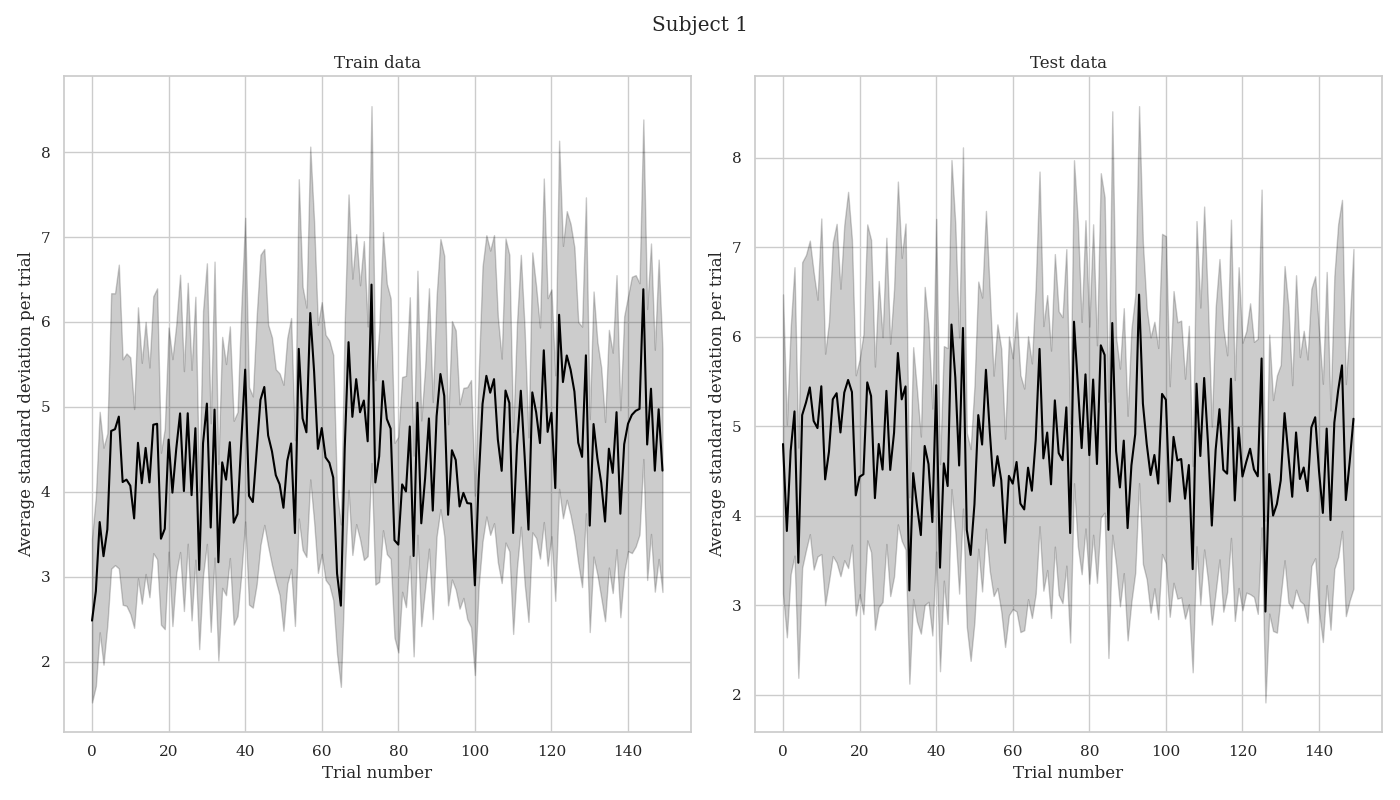 Subject 1
Train data
Average standard deviation per trial
8
7
6
5
4
3
2
0 20 40 60 80 100 120 140
Trial number
Test data
Average standard deviation per trial
8
7
6
5
4
3
2
0 20 40 60 80 100 120 140
Trial number